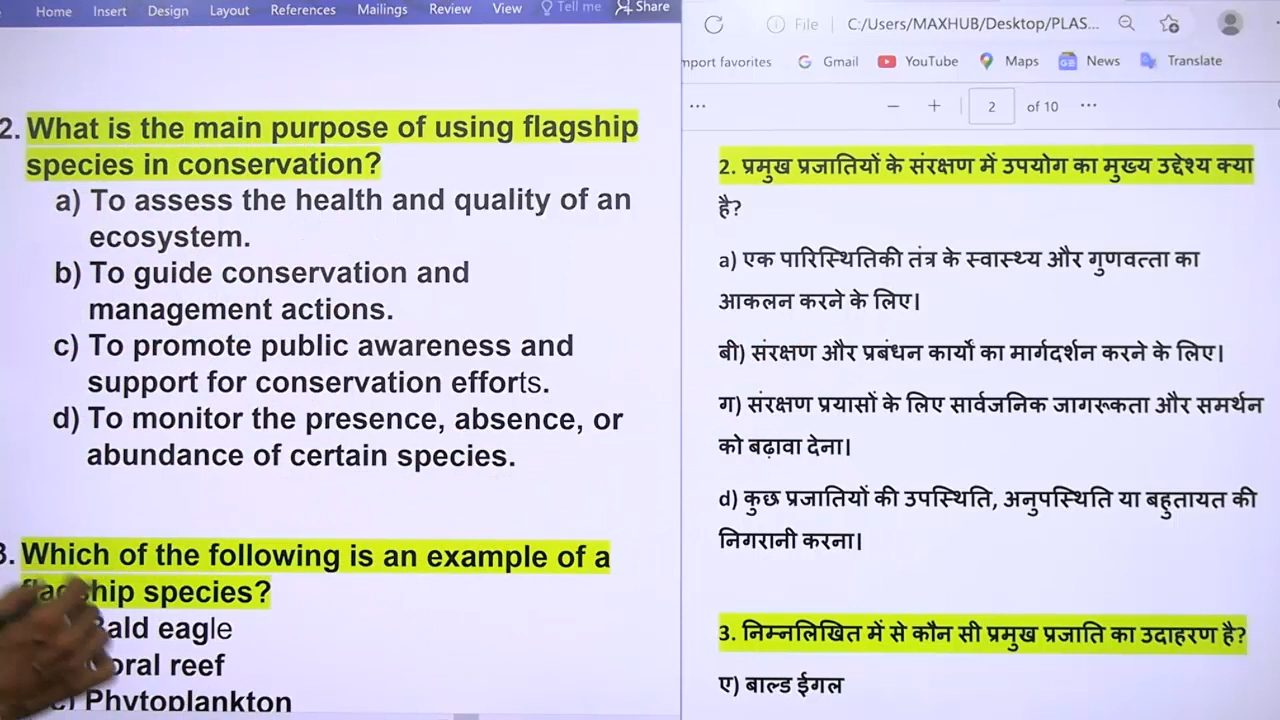 Home Insert Design Layout References Mailings Review View Tell me Share
2. What is the main purpose of using flagship
species in conservation?
a) To assess the health and quality of an
ecosystem.
b) To guide conservation and
management actions.
c) To promote public awareness and
support for conservation efforts.
d) To monitor the presence, absence, or
abundance of certain species.
3. Which of the following is an example of a
flagship species?
Bald eagle
Coral reef
c) Phytoplankton
File C:/Users/MAXHUB/Desktop/PLAS...
mport favorites Gmail YouTube Maps News Translate
2 of 10
2. प्रमुख प्रजातियों के संरक्षण में उपयोग का मुख्य उद्देश्य क्या
है?
a) एक पारिस्थितिकी तंत्र के स्वास्थ्य और गुणवत्ता का
आकलन करने के लिए।
बी) संरक्षण और प्रबंधन कार्यों का मार्गदर्शन करने के लिए।
ग) संरक्षण प्रयासों के लिए सार्वजनिक जागरूकता और समर्थन
को बढ़ावा देना।
d) कुछ प्रजातियों की उपस्थिति, अनुपस्थिति या बहुतायत की
निगरानी करना।
3. निम्नलिखित में से कौन सी प्रमुख प्रजाति का उदाहरण है?
ए) बाल्ड ईगल